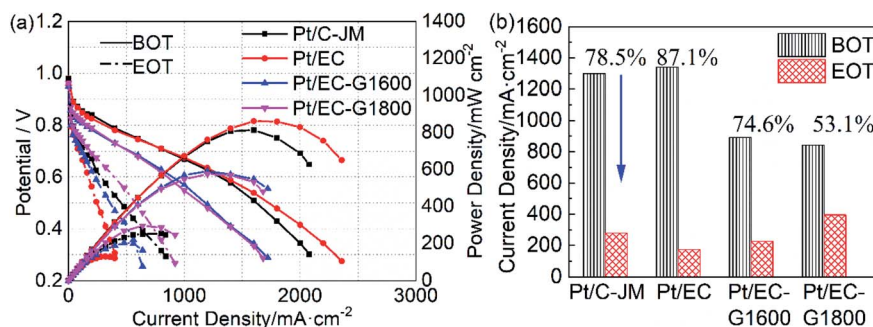 (a)
BOT
EOT
Pt/C-JM
Pt/EC
Pt/EC-G1600
Pt/EC-G1800
1.0
0.8
0.6
0.4
0.2
Potential / V
0
1000
2000
3000
Current Density/mA·cm⁻²
1400
1200
1000
800
600
400
200
0
Power Density/mW cm⁻²
(b)
1600
1400
1200
1000
800
600
400
200
0
Current Density/mA·cm⁻²
BOT
EOT
78.5%
87.1%
74.6%
53.1%
Pt/C-JM
Pt/EC
Pt/EC-
G1600
Pt/EC-
G1800